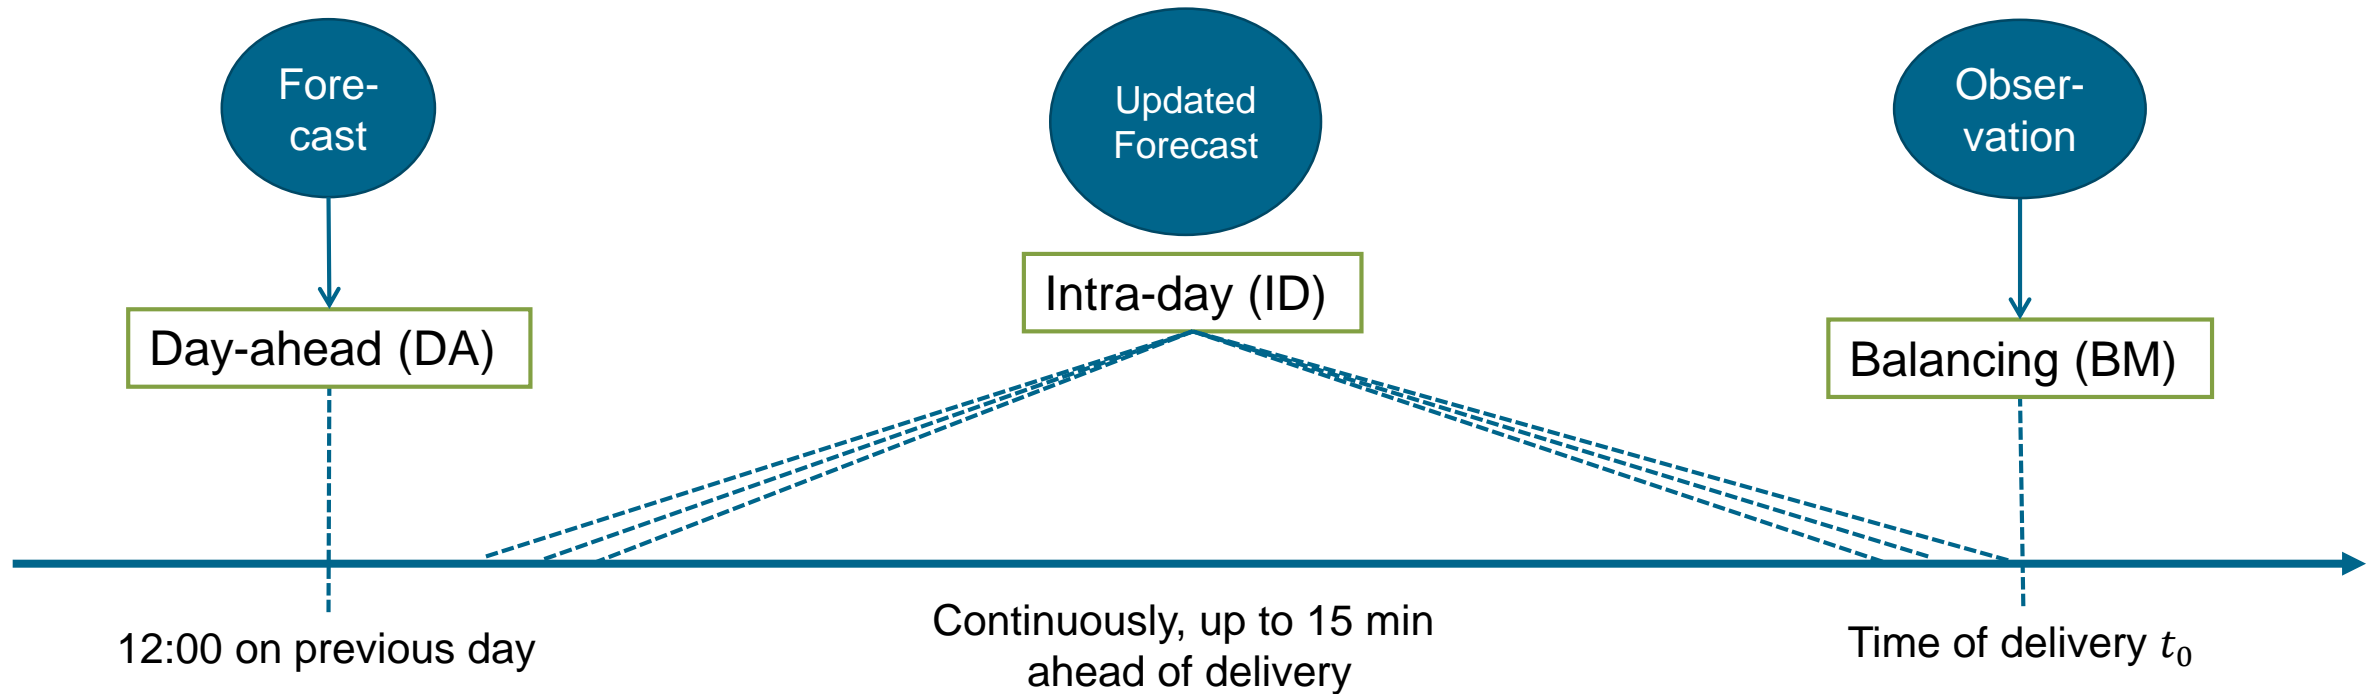 Fore-
cast
Updated
Forecast
Obser-
vation
Day-ahead (DA)
Intra-day (ID)
Balancing (BM)
12:00 on previous day
Continuously, up to 15 min
ahead of delivery
Time of delivery t₀